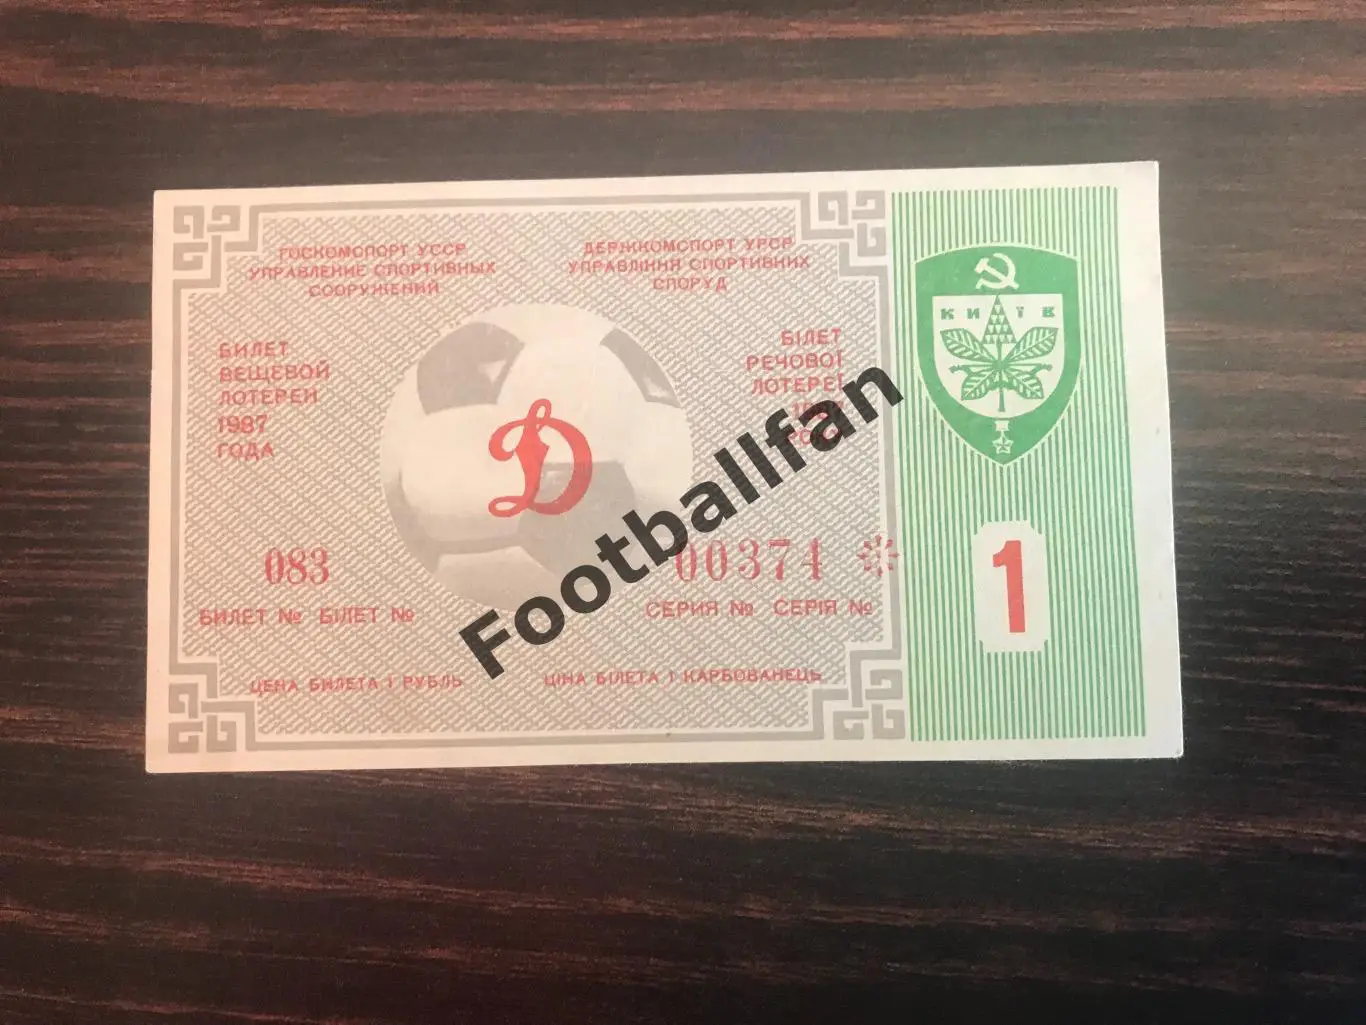 ГОСКОМСПОРТ УССР
УПРАВЛЕНИЕ СПОРТИВНЫХ
СООРУЖЕНИЙ
ДЕРЖКОМСПОРТ УРСР
УПРАВЛІННЯ СПОРТИВНИХ
СПОРУД
БИЛЕТ
ВЕЩЕВОЙ
ЛОТЕРЕИ
1987
ГОДА
БІЛЕТ
РЕЧОВОЇ
ЛОТЕРЕЇ
РОКУ
Д
083
БИЛЕТ № БІЛЕТ №
00374
СЕРИЯ № СЕРІЯ №
ЦЕНА БИЛЕТА 1 РУБЛЬ
ЦІНА БІЛЕТА 1 КАРБОВАНЕЦЬ
КИЇВ
1
Footballfan